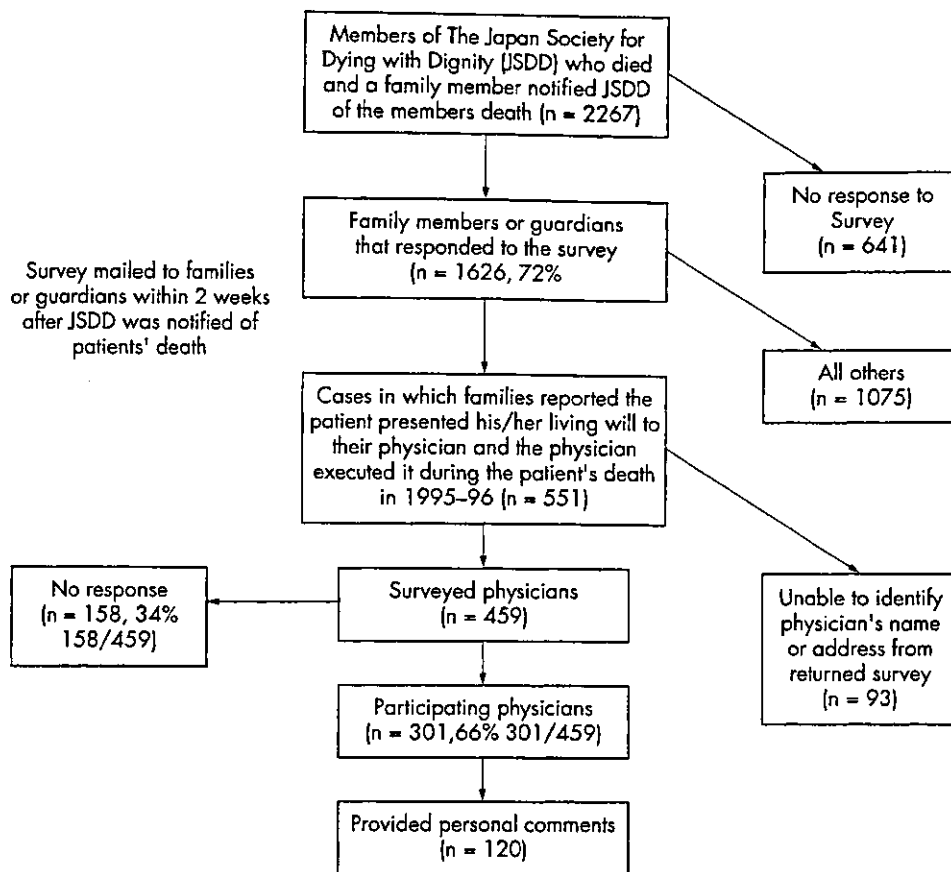 Members of The Japan Society for
Dying with Dignity (JSDD) who died
and a family member notified JSDD
of the members death (n = 2267)
No response to
Survey
(n = 641)
Family members or guardians
that responded to the survey
(n = 1626, 72%
Survey mailed to families
or guardians within 2 weeks
after JSDD was notified of
patients' death
All others
(n = 1075)
Cases in which families reported the
patient presented his/her living will to
their physician and the physician
executed it during the patient's death
in 1995–96 (n = 551)
No response
(n = 158, 34%
158/459)
Surveyed physicians
(n = 459)
Unable to identify
physician's name
or address from
returned survey
(n = 93)
Participating physicians
(n = 301,66% 301/459)
Provided personal comments
(n = 120)